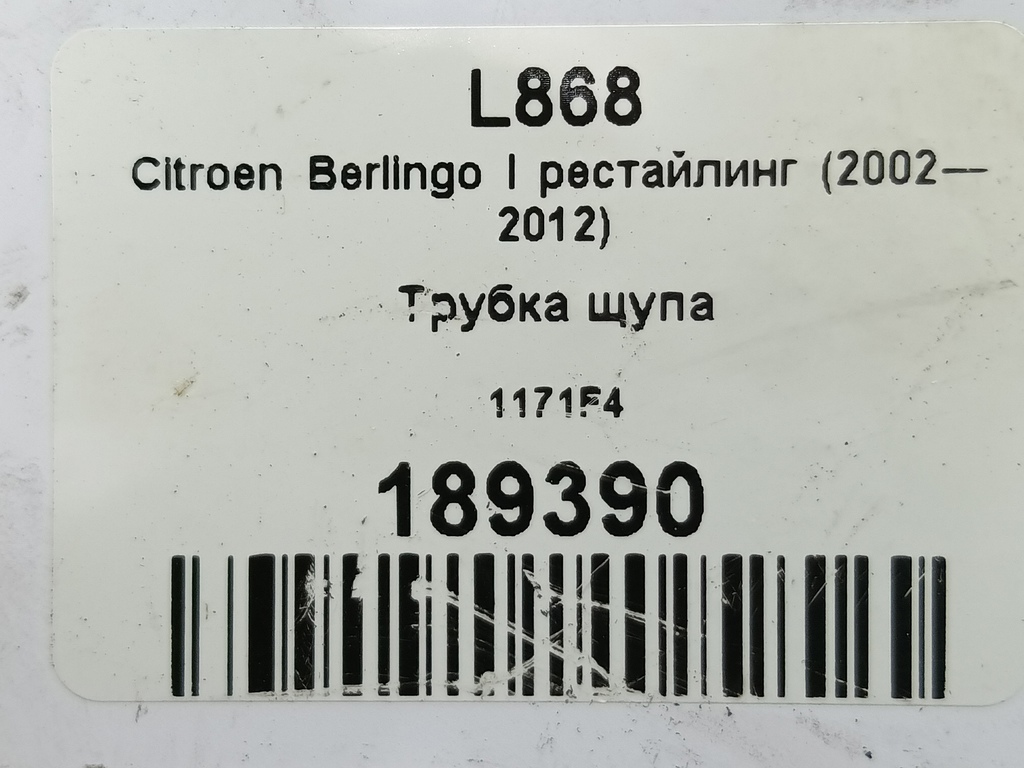 L868
Citroen Berlingo I рестайлинг (2002—
2012)
Трубка щупа
1171F4
189390